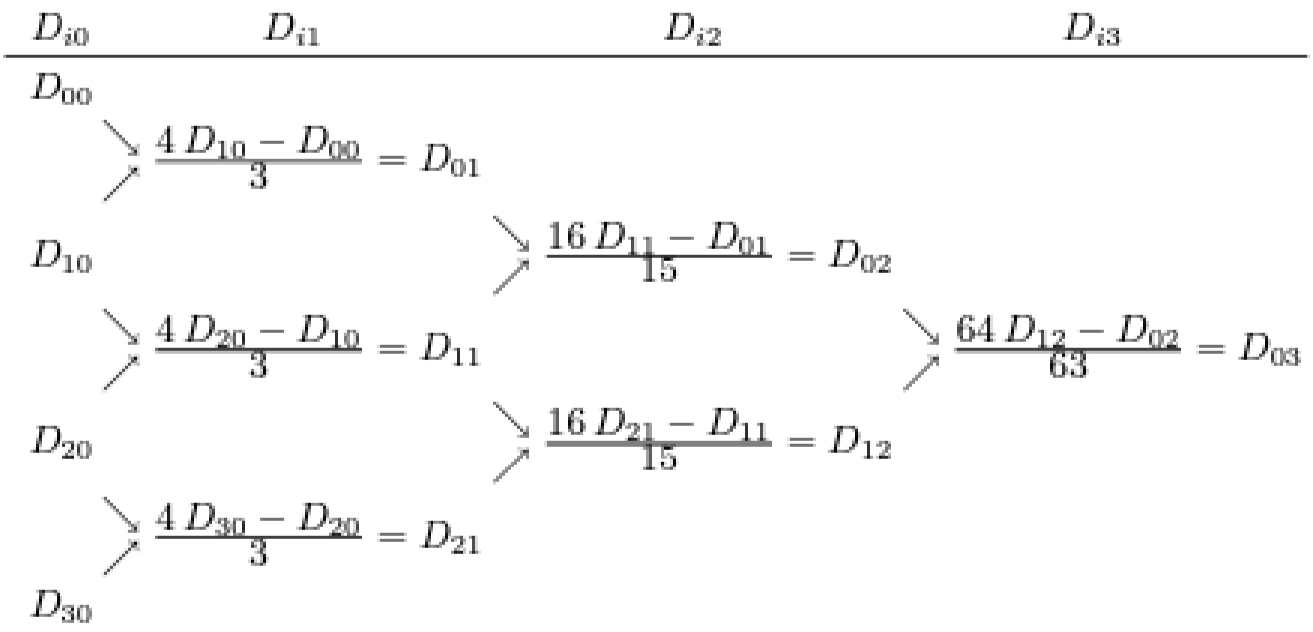 D_{i0} D_{i1} D_{i2} D_{i3}
D_{00}
↘ \frac{4 D_{10} − D_{00}}{3} = D_{01}
↗
D_{10} ↘ \frac{16 D_{11} − D_{01}}{15} = D_{02}
↗
↘ \frac{4 D_{20} − D_{10}}{3} = D_{11} ↘ \frac{64 D_{12} − D_{02}}{63} = D_{03}
↗ ↗
D_{20} ↘ \frac{16 D_{21} − D_{11}}{15} = D_{12}
↗
↘ \frac{4 D_{30} − D_{20}}{3} = D_{21}
↗
D_{30}